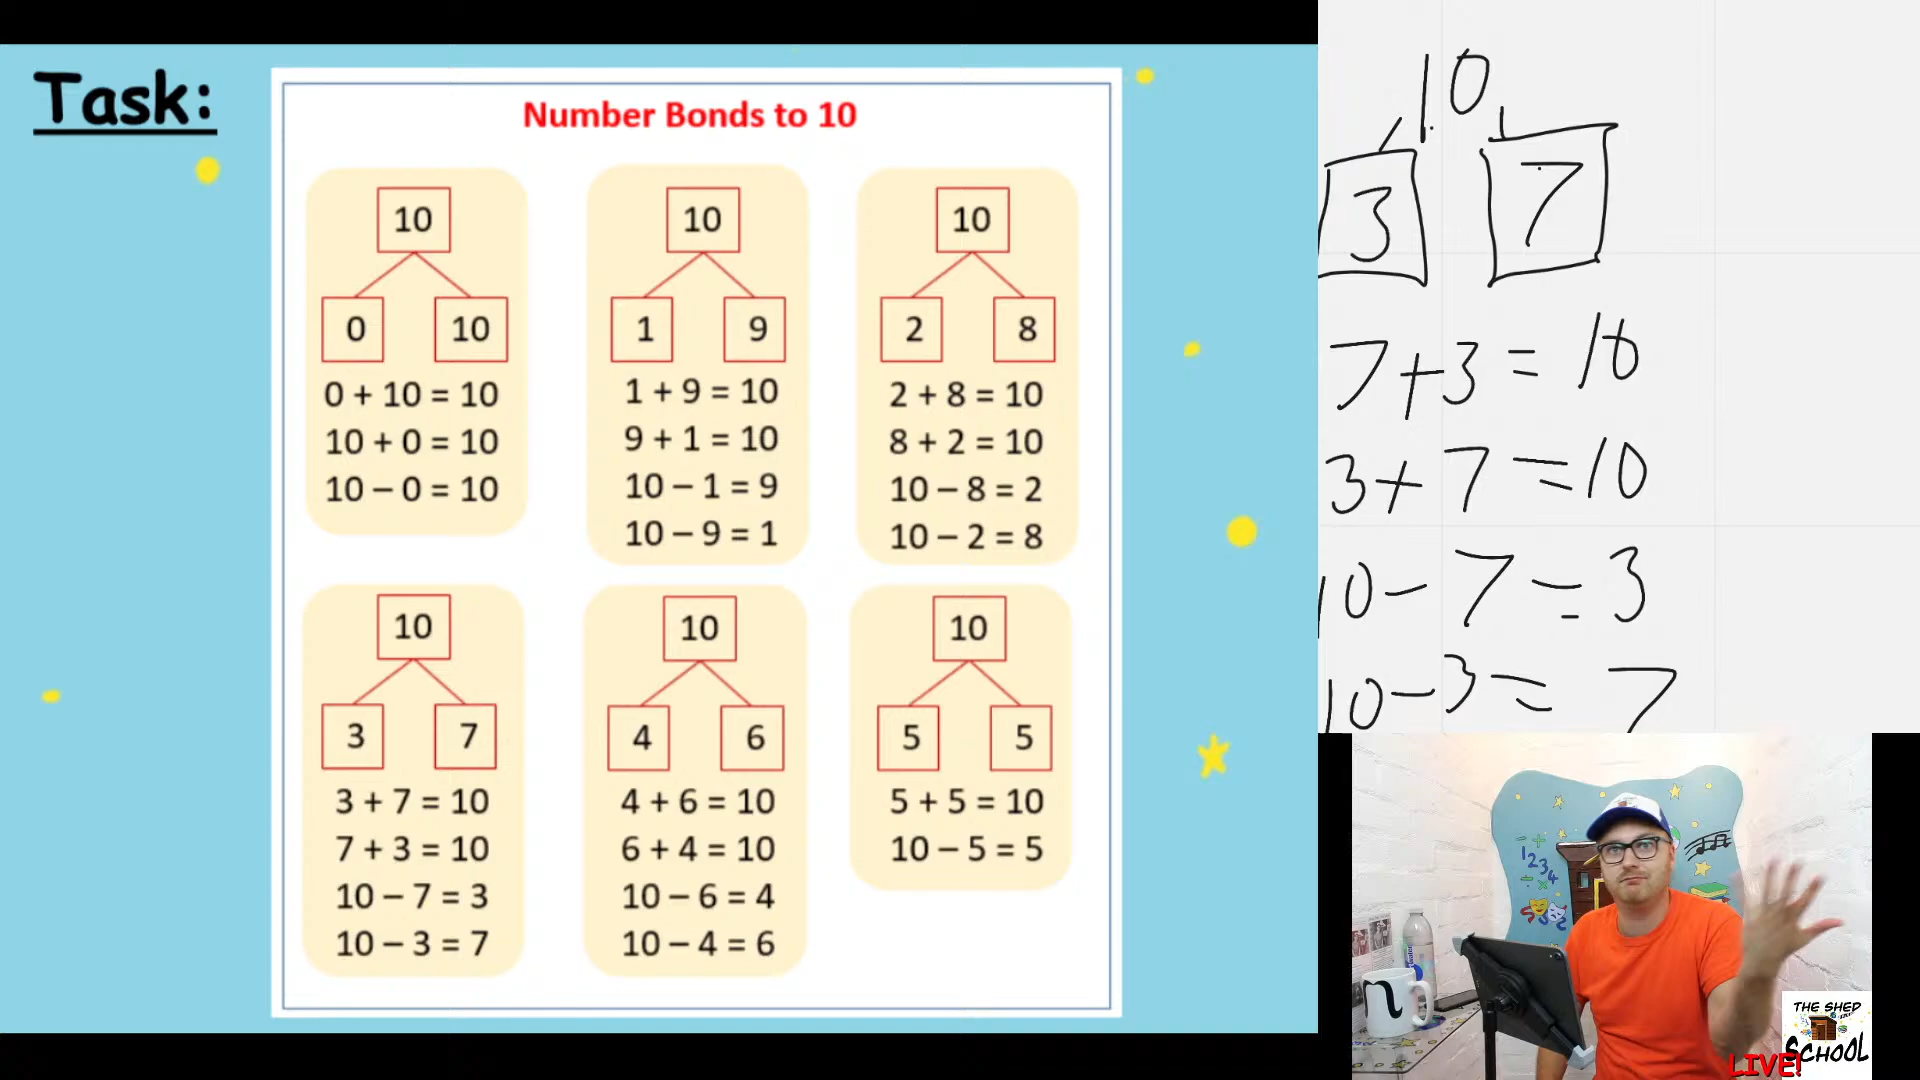 Task:
Number Bonds to 10
10
0 10
0 + 10 = 10
10 + 0 = 10
10 – 0 = 10
10
1 9
1 + 9 = 10
9 + 1 = 10
10 – 1 = 9
10 – 9 = 1
10
2 8
2 + 8 = 10
8 + 2 = 10
10 – 8 = 2
10 – 2 = 8
10
3 7
3 + 7 = 10
7 + 3 = 10
10 – 7 = 3
10 – 3 = 7
10
4 6
4 + 6 = 10
6 + 4 = 10
10 – 6 = 4
10 – 4 = 6
10
5 5
5 + 5 = 10
10 – 5 = 5
10
3 7
7+3 = 10
3+7=10
10-7=3
10-3=7
1 2 3 4
n
THE SHED
SCHOOL
LIVE!